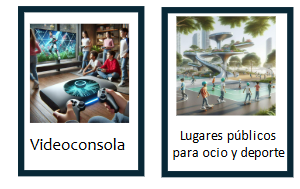 Videoconsola
Lugares públicos
para ocio y deporte